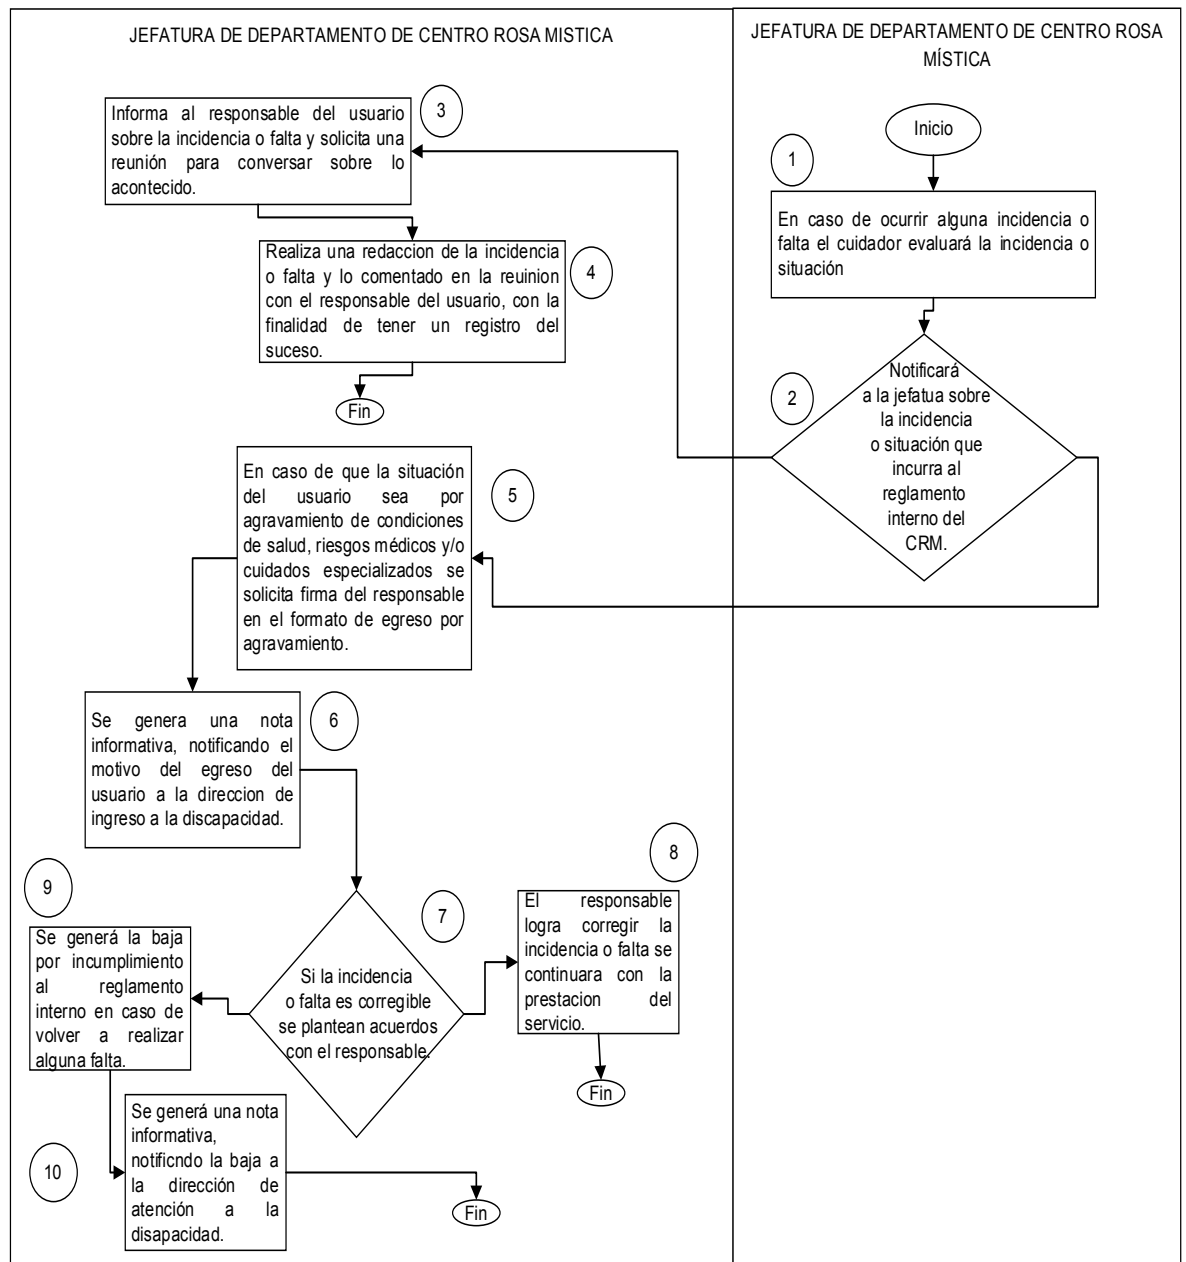 JEFATURA DE DEPARTAMENTO DE CENTRO ROSA MISTICA
JEFATURA DE DEPARTAMENTO DE CENTRO ROSA
MÍSTICA
Inicio
1
En caso de ocurrir alguna incidencia o
falta el cuidador evaluará la incidencia o
situación
2
Notificará
a la jefatua sobre
la incidencia
o situación que
incurra al
reglamento
interno del
CRM.
3
Informa al responsable del usuario
sobre la incidencia o falta y solicita una
reunión para conversar sobre lo
acontecido.
4
Realiza una redaccion de la incidencia
o falta y lo comentado en la reuinion
con el responsable del usuario, con la
finalidad de tener un registro del
suceso.
Fin
5
En caso de que la situación
del usuario sea por
agravamiento de condiciones
de salud, riesgos médicos y/o
cuidados especializados se
solicita firma del responsable
en el formato de egreso por
agravamiento.
6
Se genera una nota
informativa, notificando el
motivo del egreso del
usuario a la direccion de
ingreso a la discapacidad.
7
Si la incidencia
o falta es corregible
se plantean acuerdos
con el responsable.
8
El responsable
logra corregir la
incidencia o falta se
continuara con la
prestacion del
servicio.
Fin
9
Se generá la baja
por incumplimiento
al reglamento
interno en caso de
volver a realizar
alguna falta.
10
Se generá una nota
informativa,
notificndo la baja a
la dirección de
atención a la
disapacidad.
Fin